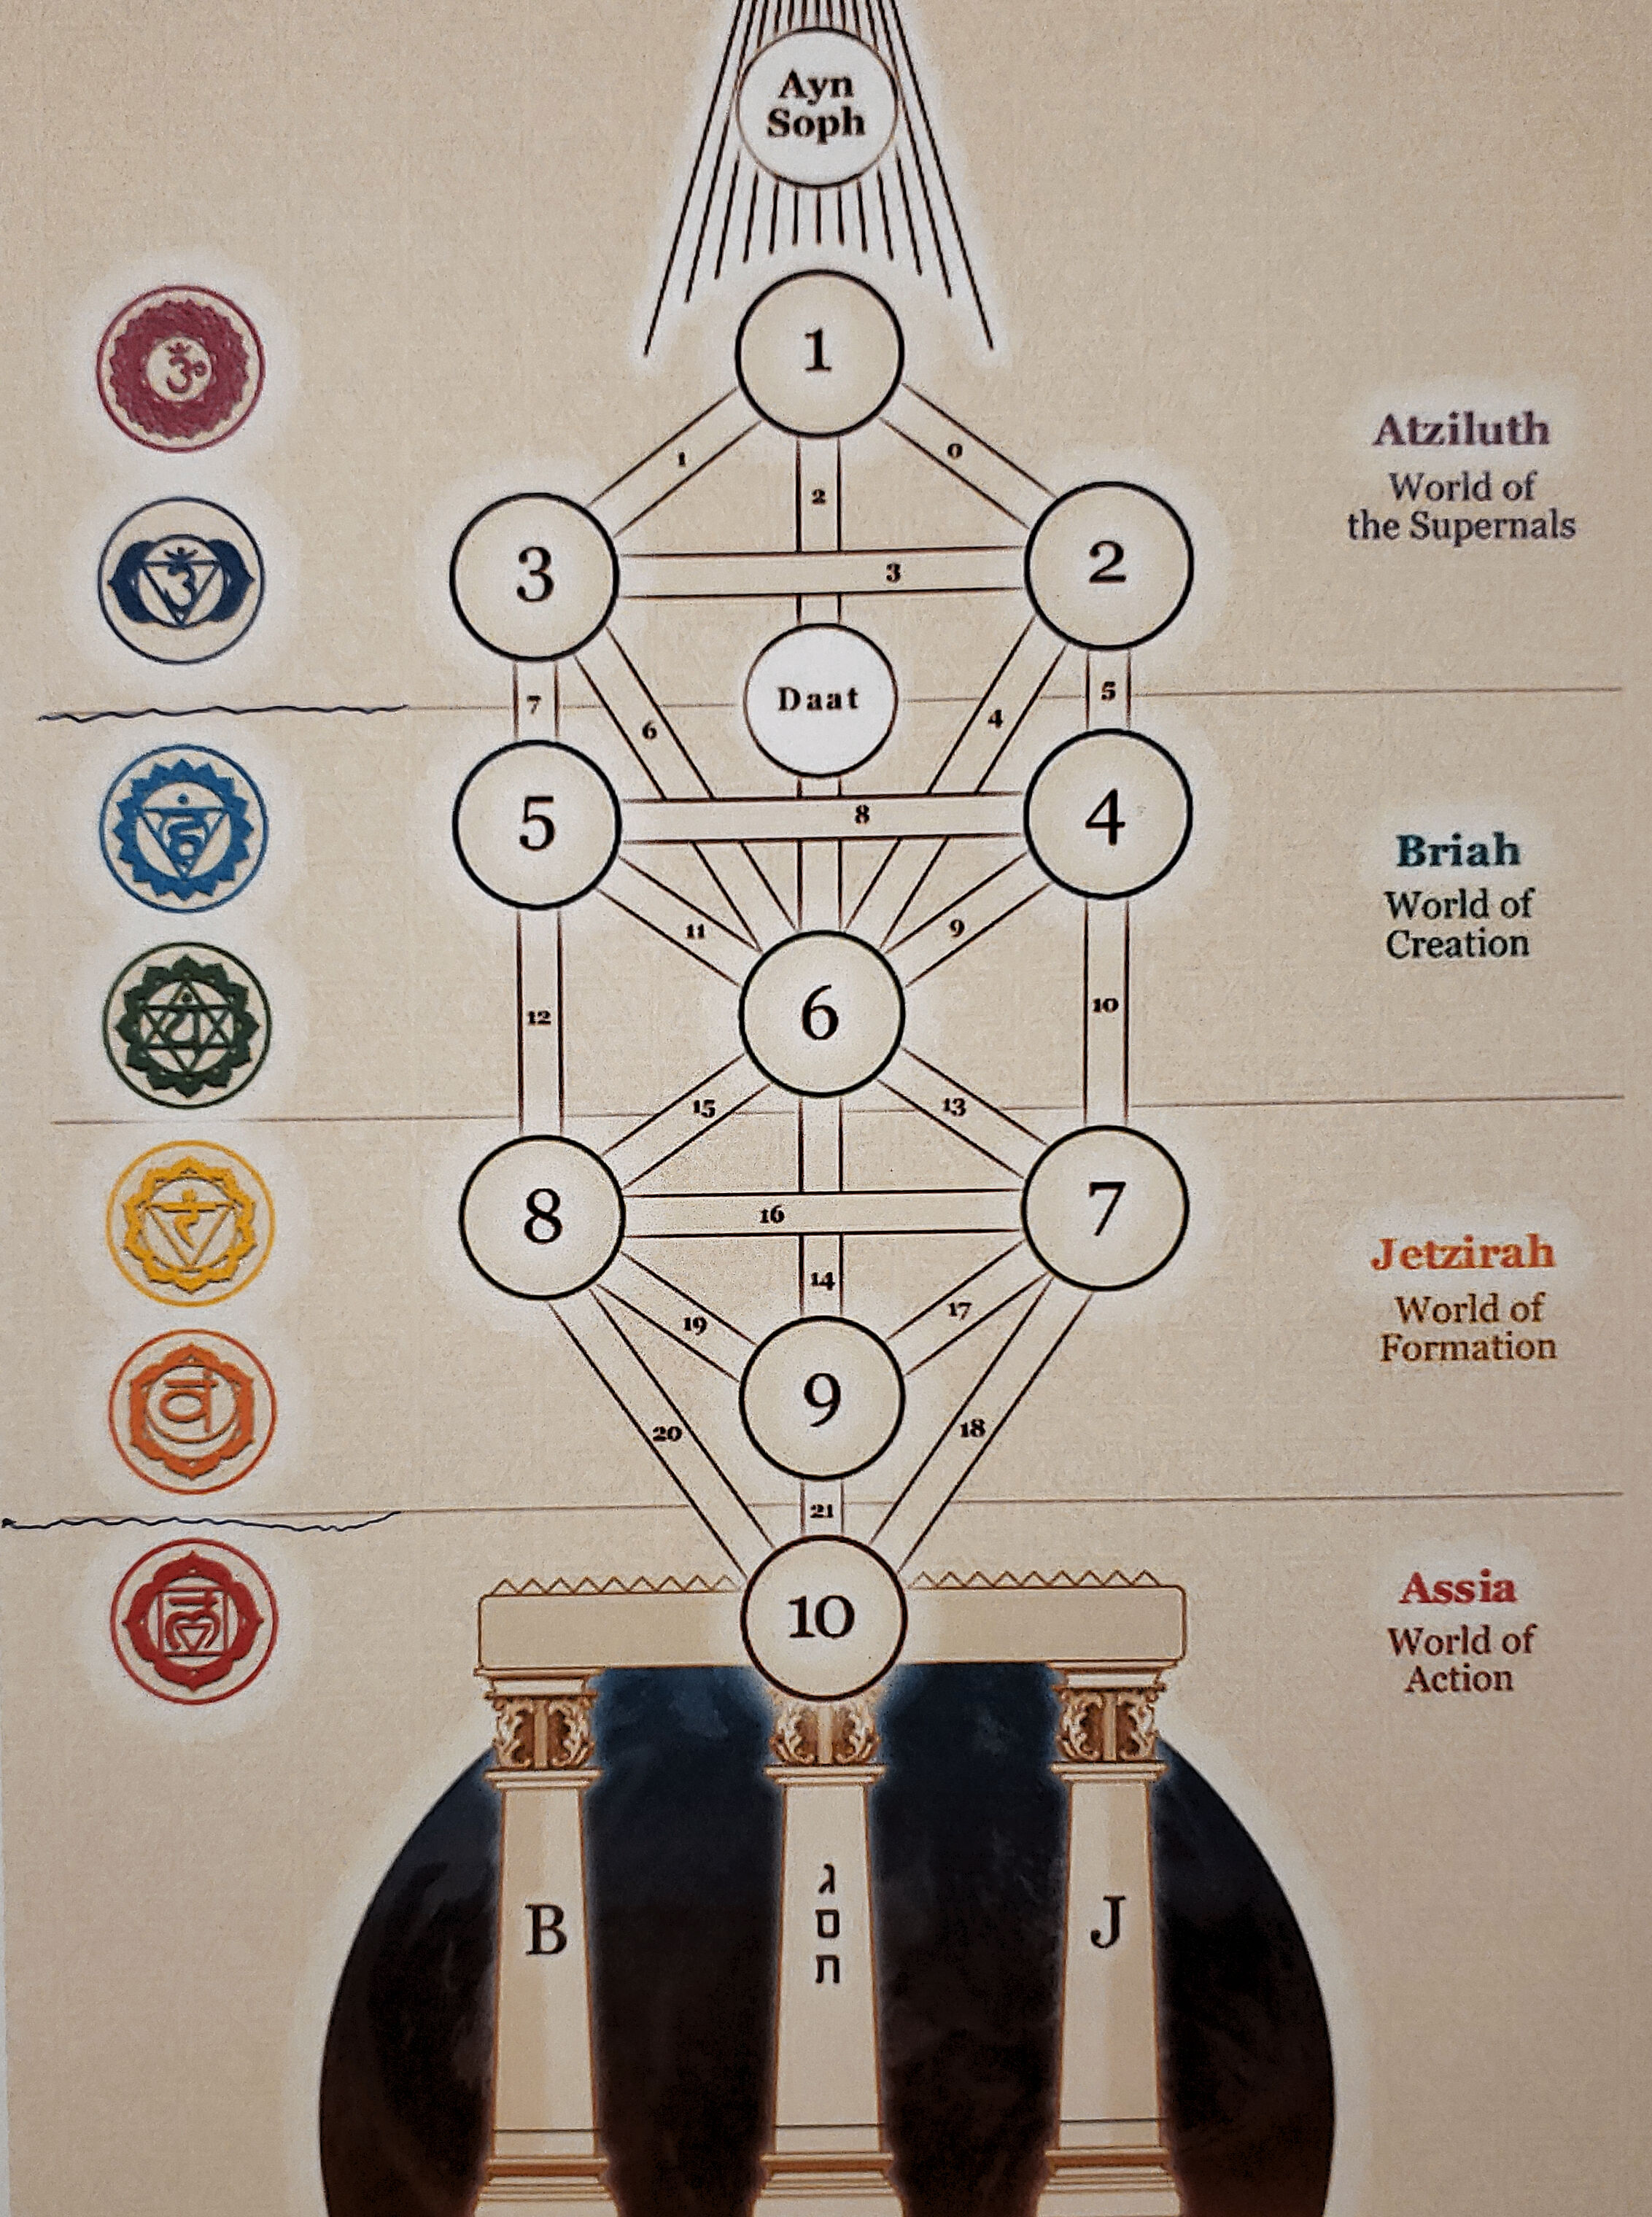 Ayn
Soph
ॐ
1
1
0
Atziluth
World of
the Supernals
2
3
3
2
Daat
7
6
4
5
5
8
4
Briah
World of
Creation
11
9
6
12
10
15
13
8
16
7
Jetzirah
World of
Formation
14
19
17
9
20
18
21
10
Assia
World of
Action
B
ג
ס
ת
J